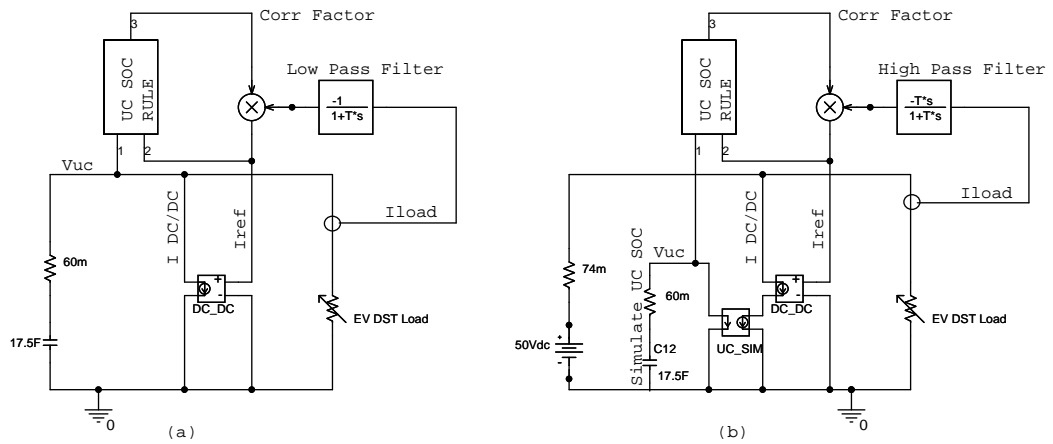 3
Corr Factor
UC SOC
RULE
Low Pass Filter
-1
1+T*s
1
2
Vuc
Iload
I DC/DC
Iref
60m
DC_DC
EV DST Load
17.5F
0
(a)
3
Corr Factor
UC SOC
RULE
High Pass Filter
-T*s
1+T*s
1
2
Iload
I DC/DC
Iref
Vuc
Simulate UC SOC
74m
60m
DC_DC
EV DST Load
+
50Vdc
-
C12
UC_SIM
17.5F
0
(b)